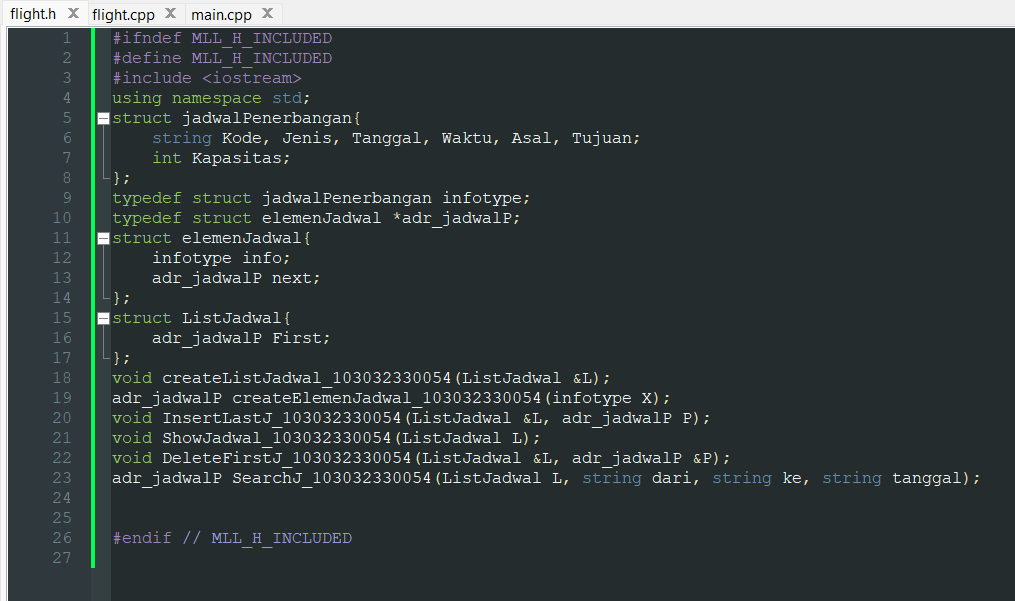 flight.h X flight.cpp X main.cpp X
1 #ifndef MLL_H_INCLUDED
2 #define MLL_H_INCLUDED
3 #include <iostream>
4 using namespace std;
5 struct jadwalPenerbangan{
6 string Kode, Jenis, Tanggal, Waktu, Asal, Tujuan;
7 int Kapasitas;
8 };
9 typedef struct jadwalPenerbangan infotype;
10 typedef struct elemenJadwal *adr_jadwalP;
11 struct elemenJadwal{
12 infotype info;
13 adr_jadwalP next;
14 };
15 struct ListJadwal{
16 adr_jadwalP First;
17 };
18 void createListJadwal_103032330054(ListJadwal &L);
19 adr_jadwalP createElemenJadwal_103032330054(infotype X);
20 void InsertLastJ_103032330054(ListJadwal &L, adr_jadwalP P);
21 void ShowJadwal_103032330054(ListJadwal L);
22 void DeleteFirstJ_103032330054(ListJadwal &L, adr_jadwalP &P);
23 adr_jadwalP SearchJ_103032330054(ListJadwal L, string dari, string ke, string tanggal);
24
25
26 #endif // MLL_H_INCLUDED
27